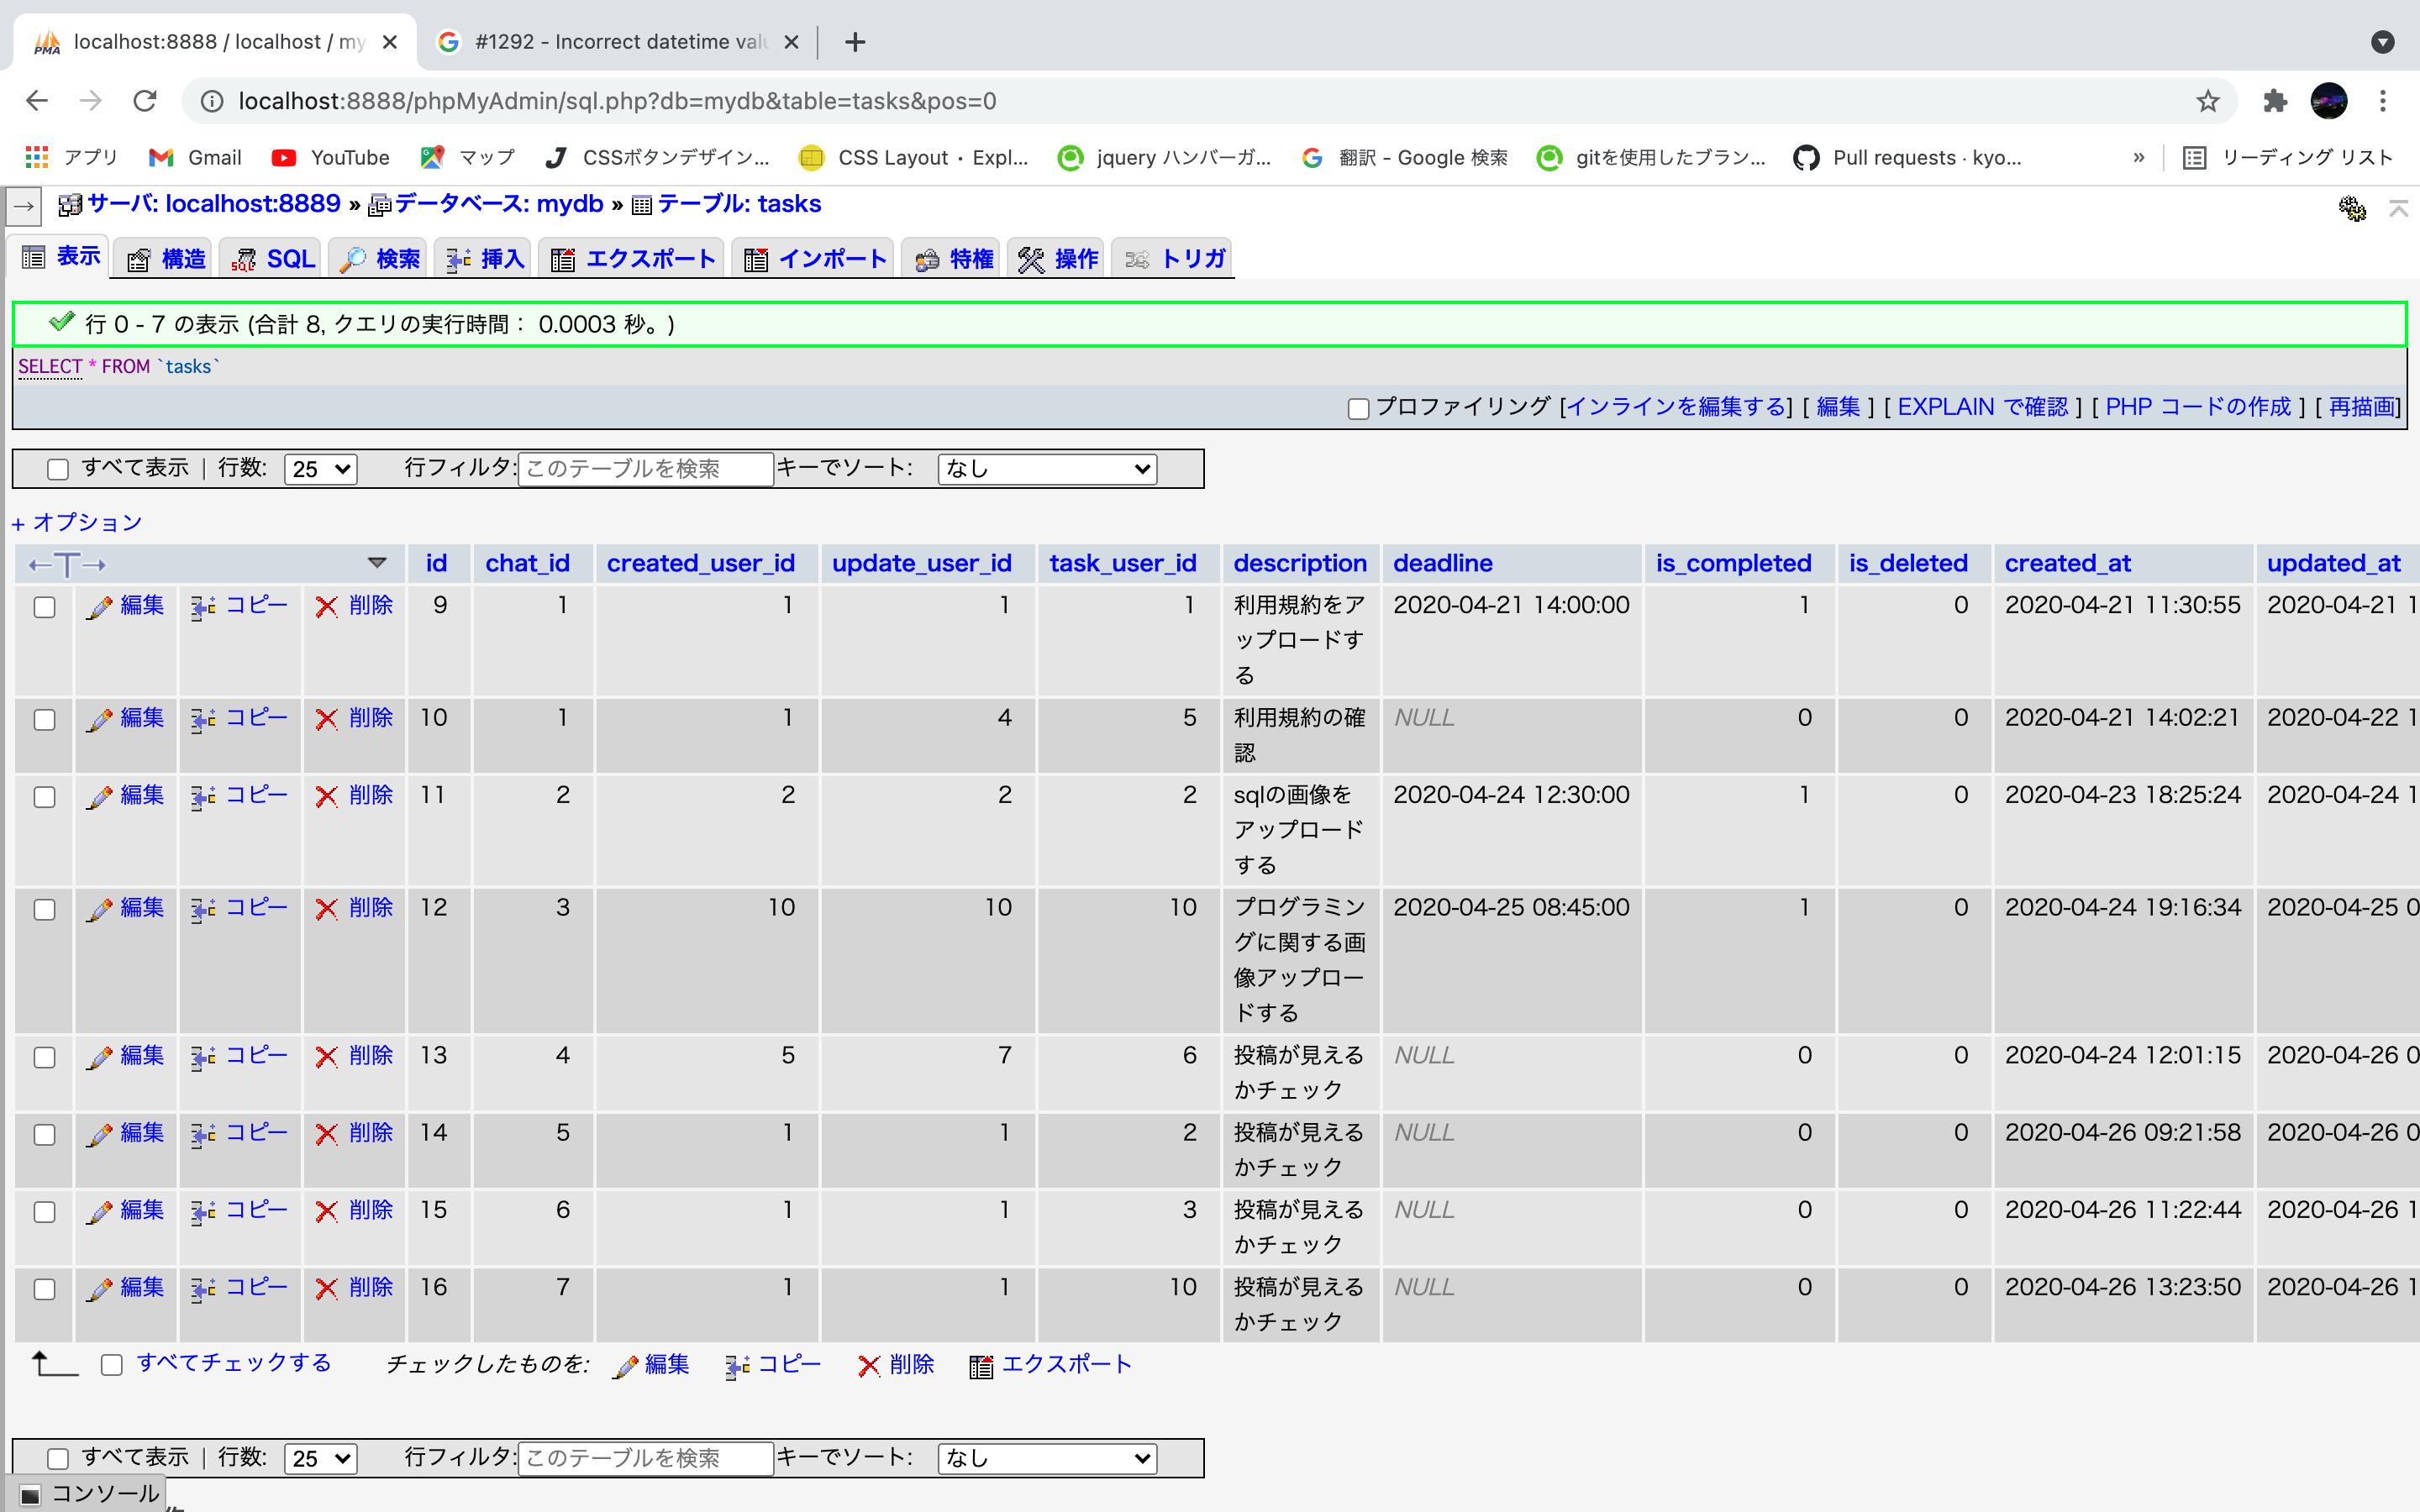 localhost:8888 / localhost / my
#1292 - Incorrect datetime valu
localhost:8888/phpMyAdmin/sql.php?db=mydb&table=tasks&pos=0
アプリ Gmail YouTube マップ CSSボタンデザイン... CSS Layout · Expl... jquery ハンバーガ... 翻訳 - Google 検索 gitを使用したブラン... Pull requests · kyo... » リーディング リスト
サーバ: localhost:8889 » データベース: mydb » テーブル: tasks
表示 構造 SQL 検索 挿入 エクスポート インポート 特権 操作 トリガ
行 0 - 7 の表示 (合計 8, クエリの実行時間： 0.0003 秒。)
SELECT * FROM `tasks`
プロファイリング [インラインを編集する] [ 編集 ] [ EXPLAIN で確認 ] [ PHP コードの作成 ] [ 再描画]
すべて表示 | 行数: 25 行フィルタ: このテーブルを検索 キーでソート: なし
+ オプション
←T→ id chat_id created_user_id update_user_id task_user_id description deadline is_completed is_deleted created_at updated_at
編集 コピー 削除 9 1 1 1 1 利用規約をア 2020-04-21 14:00:00 1 0 2020-04-21 11:30:55 2020-04-21 1
ップロードす
る
編集 コピー 削除 10 1 1 4 5 利用規約の確 NULL 0 0 2020-04-21 14:02:21 2020-04-22 1
認
編集 コピー 削除 11 2 2 2 2 sqlの画像を 2020-04-24 12:30:00 1 0 2020-04-23 18:25:24 2020-04-24 1
アップロード
する
編集 コピー 削除 12 3 10 10 10 プログラミン 2020-04-25 08:45:00 1 0 2020-04-24 19:16:34 2020-04-25 0
グに関する画
像アップロー
ドする
編集 コピー 削除 13 4 5 7 6 投稿が見える NULL 0 0 2020-04-24 12:01:15 2020-04-26 0
かチェック
編集 コピー 削除 14 5 1 1 2 投稿が見える NULL 0 0 2020-04-26 09:21:58 2020-04-26 0
かチェック
編集 コピー 削除 15 6 1 1 3 投稿が見える NULL 0 0 2020-04-26 11:22:44 2020-04-26 1
かチェック
編集 コピー 削除 16 7 1 1 10 投稿が見える NULL 0 0 2020-04-26 13:23:50 2020-04-26 1
かチェック
すべてチェックする チェックしたものを: 編集 コピー 削除 エクスポート
すべて表示 | 行数: 25 行フィルタ: このテーブルを検索 キーでソート: なし
コンソール